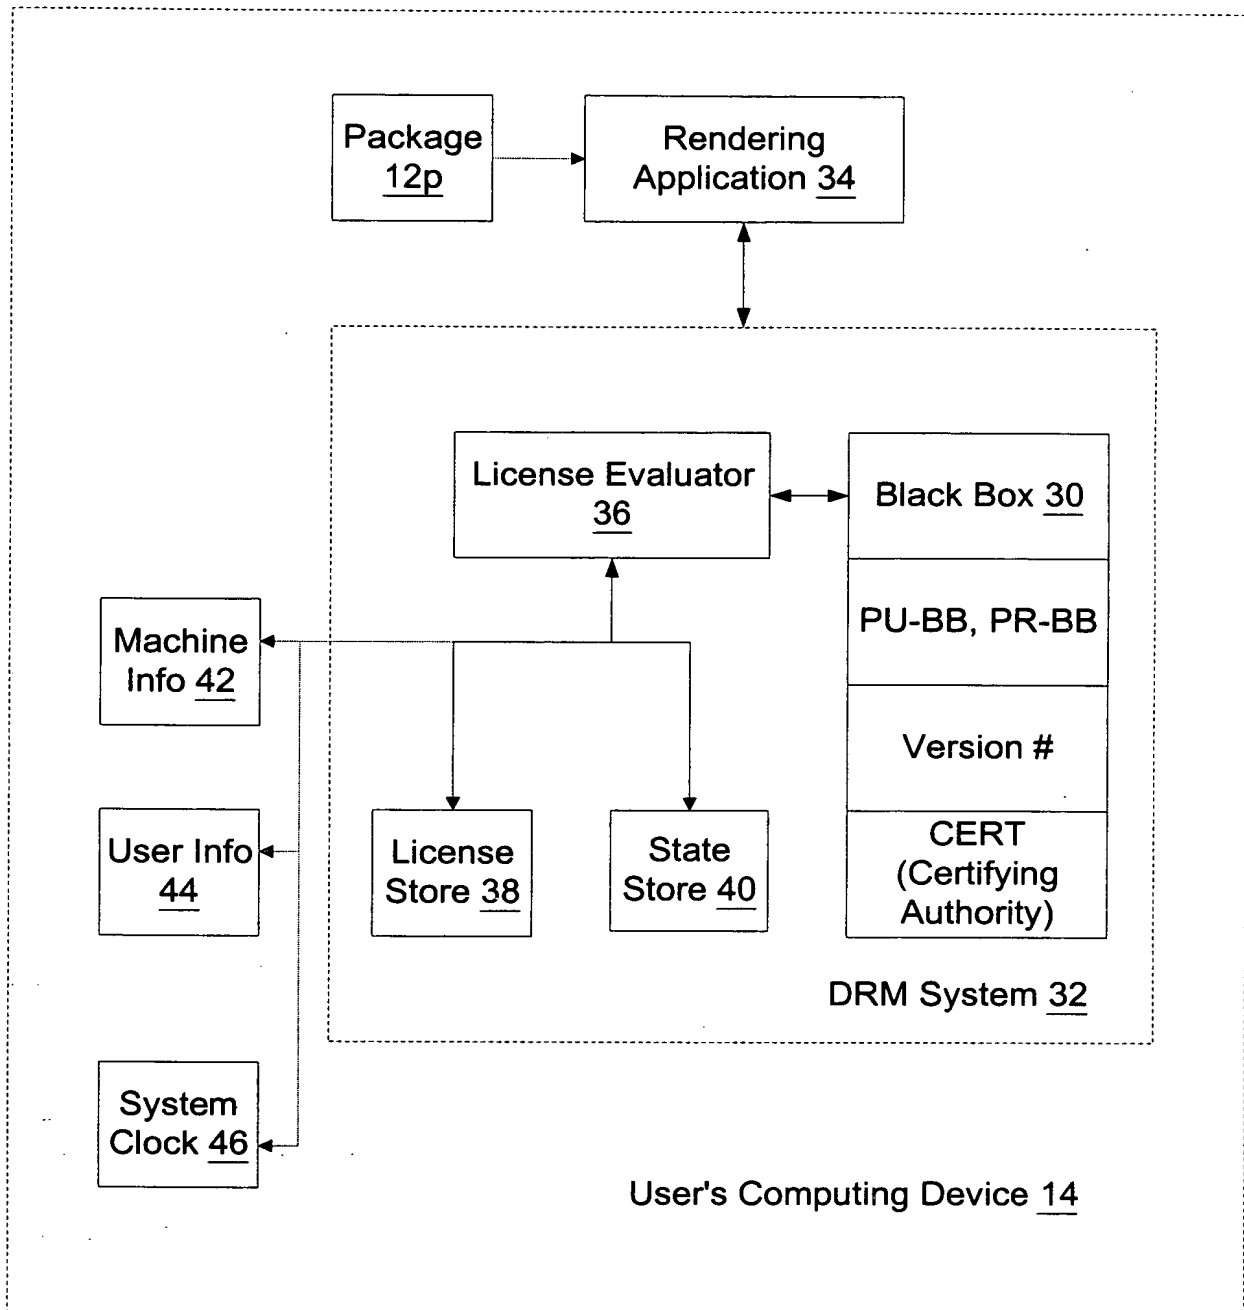 Package
12p
Rendering
Application 34
License Evaluator
36
Black Box 30
PU-BB, PR-BB
Version #
CERT
(Certifying
Authority)
Machine
Info 42
User Info
44
License
Store 38
State
Store 40
DRM System 32
System
Clock 46
User's Computing Device 14